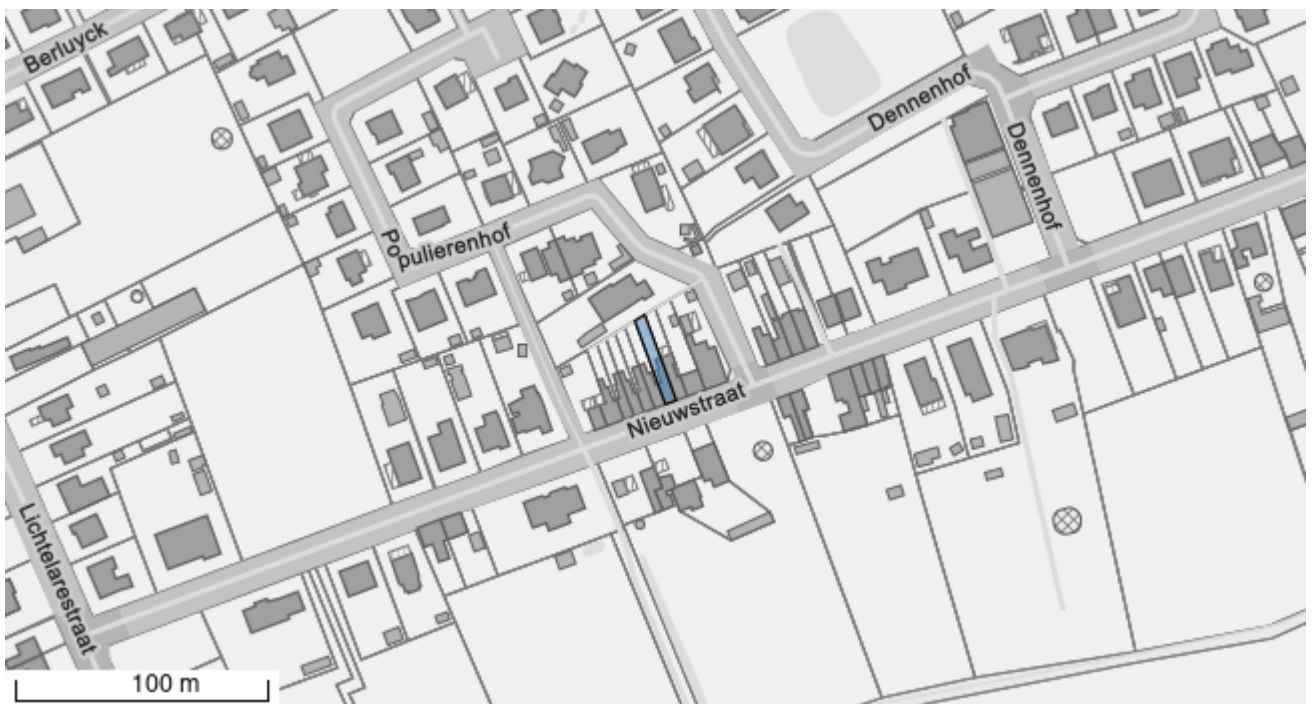 Berluyck
Dennenhof
Dennenhof
Populierenhof
Nieuwstraat
Lichtelarestraat
100 m